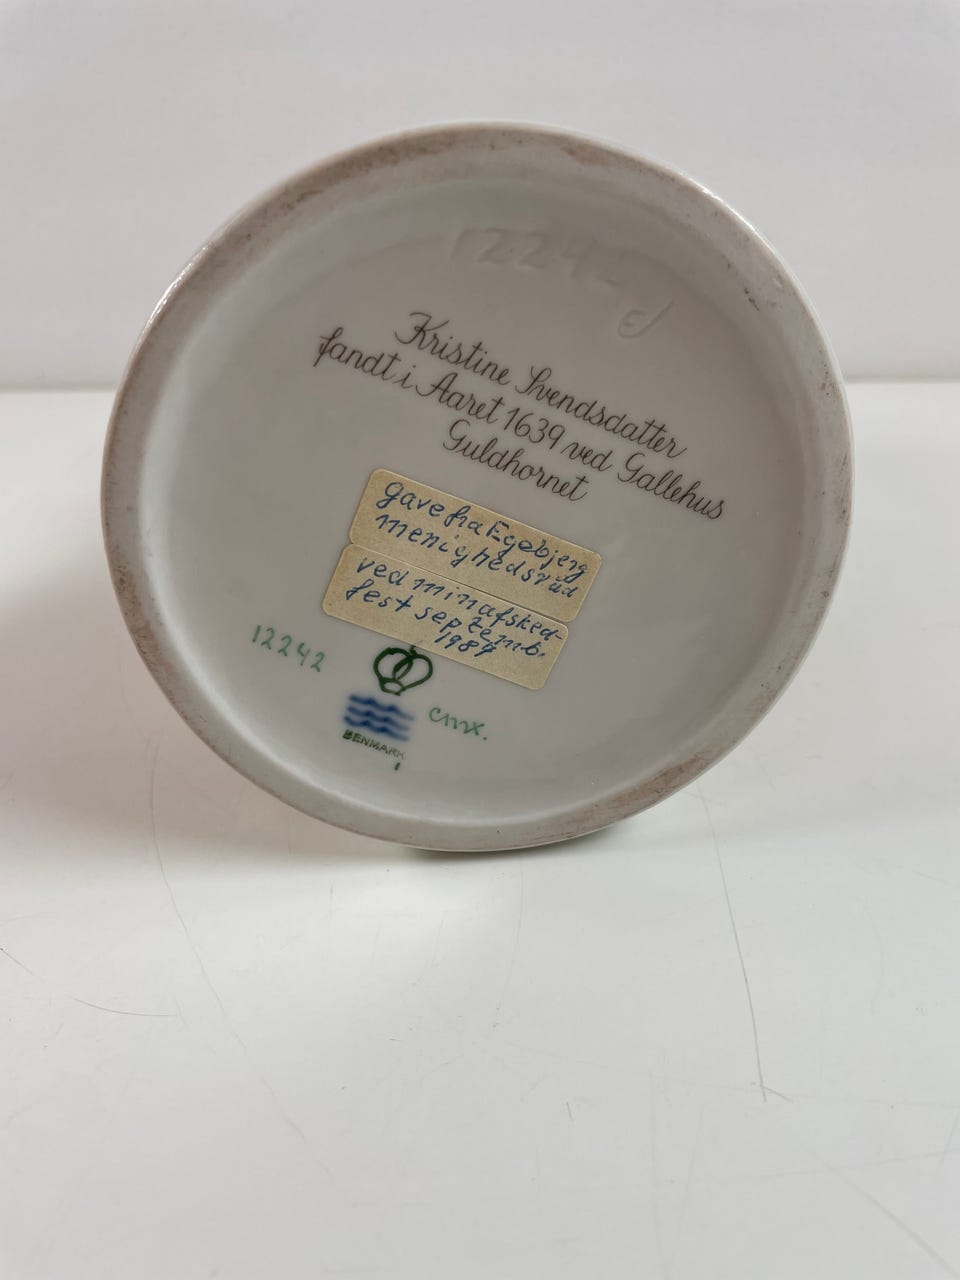 12242
Kristine Svendsdatter
fandt i Aaret 1639 ved Gallehus
Guldhornet
gave fra Egebjerg
menighedsråd
ved min afsked-
fest septemb.
12242
cmx.
DENMARK